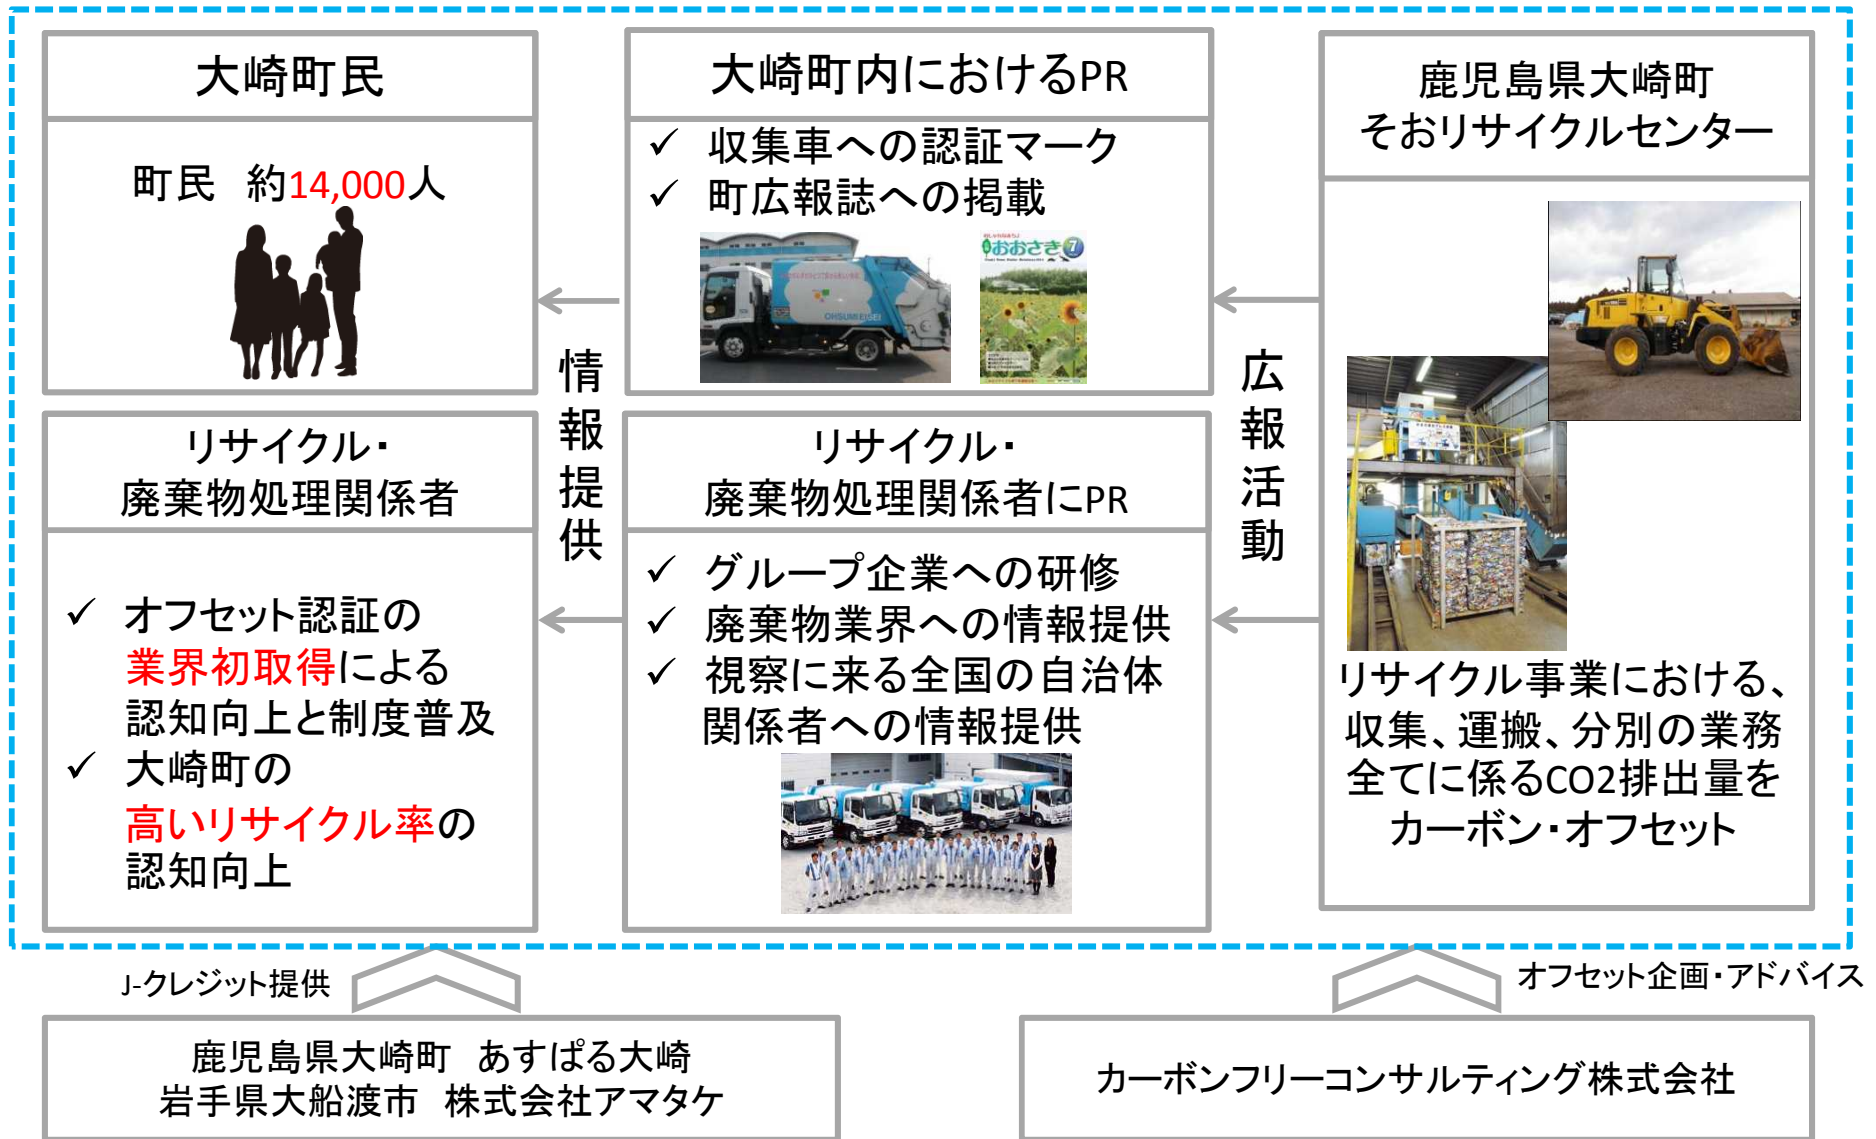 大崎町民
町民　約14,000人
大崎町内におけるPR
✓ 収集車への認証マーク
✓ 町広報誌への掲載
OHSUMI EISEI
おおさき 7
鹿児島県大崎町
そおリサイクルセンター
リサイクル事業における、
収集、運搬、分別の業務
全てに係るCO2排出量を
カーボン・オフセット
情報提供
広報活動
リサイクル・
廃棄物処理関係者
✓ オフセット認証の
業界初取得による
認知向上と制度普及
✓ 大崎町の
高いリサイクル率の
認知向上
リサイクル・
廃棄物処理関係者にPR
✓ グループ企業への研修
✓ 廃棄物業界への情報提供
✓ 視察に来る全国の自治体
関係者への情報提供
J-クレジット提供
オフセット企画・アドバイス
鹿児島県大崎町　あすぱる大崎
岩手県大船渡市　株式会社アマタケ
カーボンフリーコンサルティング株式会社